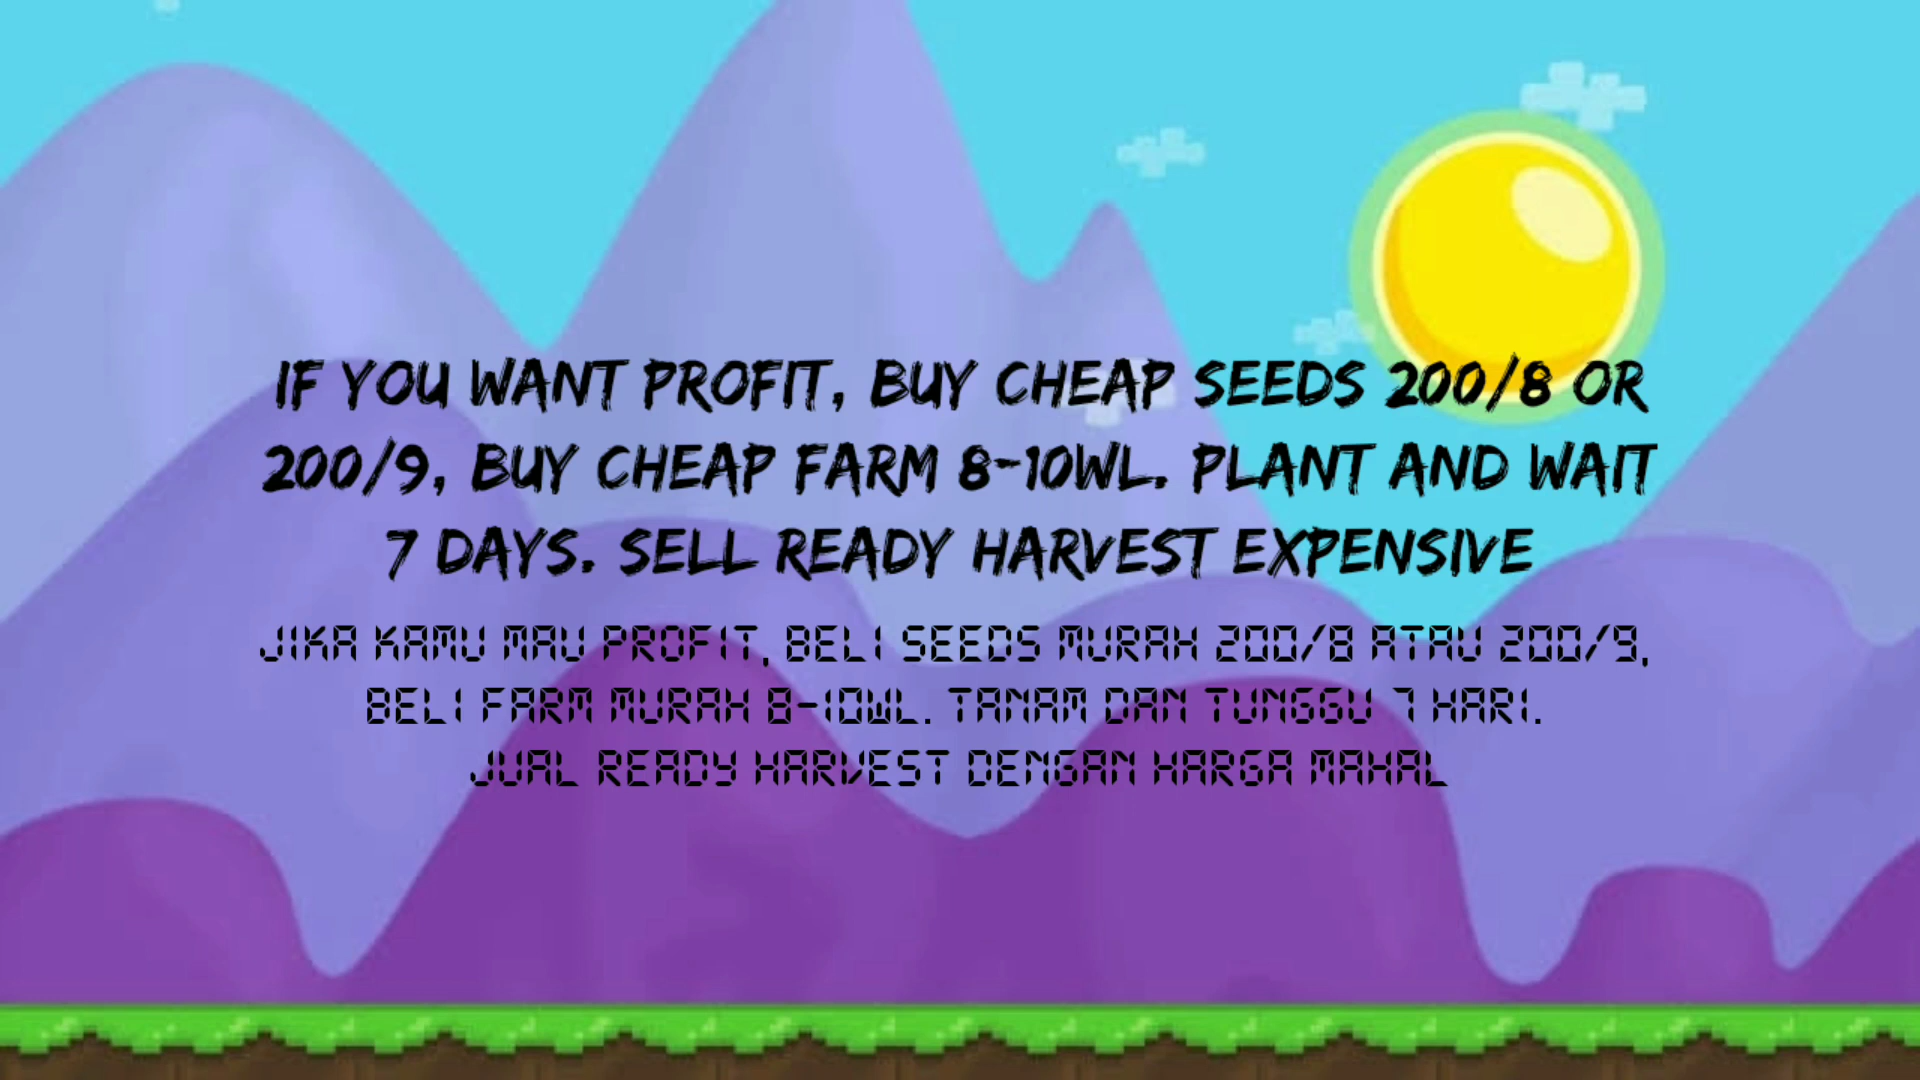 IF YOU WANT PROFIT, BUY CHEAP SEEDS 200/8 OR
200/9, BUY CHEAP FARM 8-10WL. PLANT AND WAIT
7 DAYS. SELL READY HARVEST EXPENSIVE
JIKA KAMU MAU PROFIT, BELI SEEDS MURAH 200/8 ATAU 200/9,
BELI FARM MURAH 8-10WL. TANAM DAN TUNGGU 7 HARI.
JUAL READY HARVEST DENGAN HARGA MAHAL